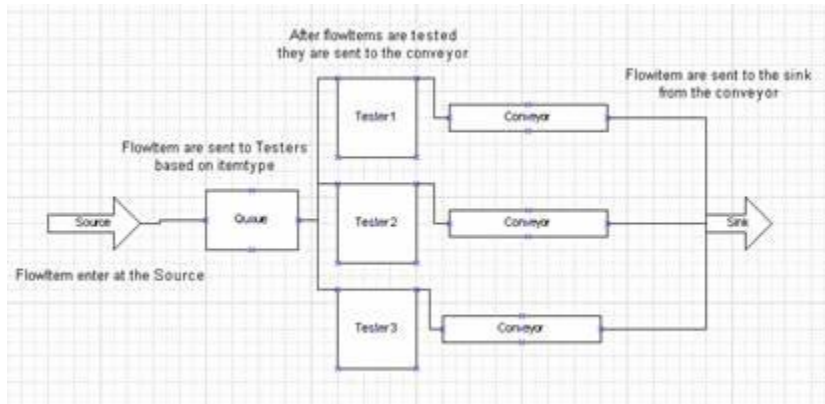 After flowItems are tested
they are sent to the conveyor
FlowItem are sent to the sink
from the conveyor
Tester1
Conveyor
FlowItem are sent to Testers
based on itemtype
Source
Queue
Tester2
Conveyor
Sink
FlowItem enter at the Source
Tester3
Conveyor